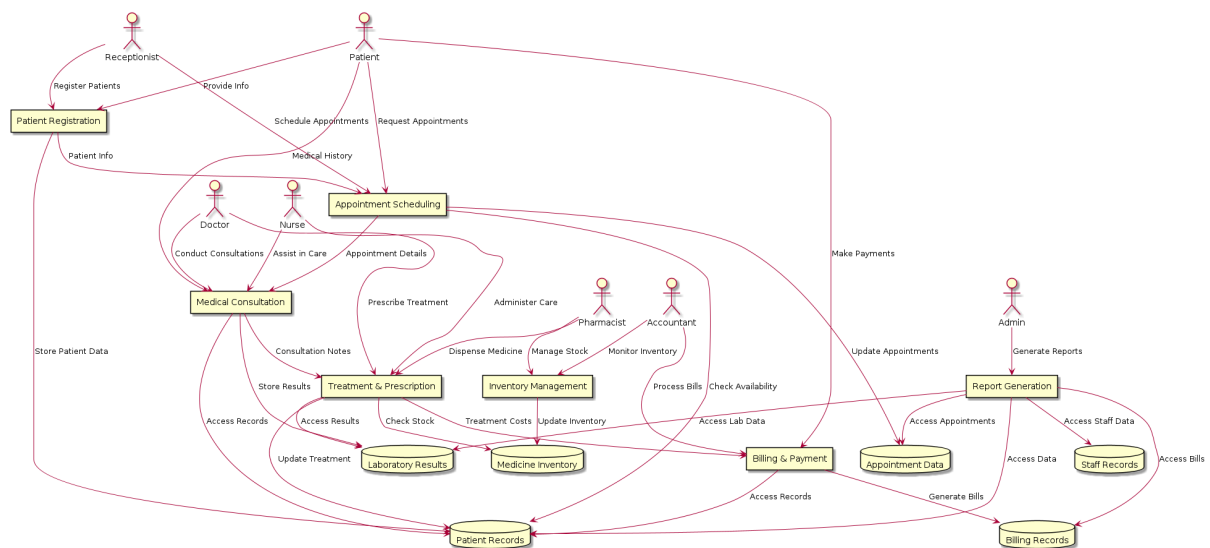 Receptionist
Patient
Register Patients
Provide Info
Patient Registration
Schedule Appointments
Request Appointments
Patient Info
Medical History
Appointment Scheduling
Doctor
Nurse
Make Payments
Conduct Consultations
Assist in Care
Appointment Details
Medical Consultation
Prescribe Treatment
Administer Care
Pharmacist
Accountant
Admin
Store Patient Data
Consultation Notes
Dispense Medicine
Manage Stock
Monitor Inventory
Update Appointments
Generate Reports
Store Results
Treatment & Prescription
Inventory Management
Process Bills
Check Availability
Report Generation
Access Records
Access Results
Check Stock
Treatment Costs
Update Inventory
Access Lab Data
Access Appointments
Access Staff Data
Update Treatment
Laboratory Results
Medicine Inventory
Billing & Payment
Appointment Data
Access Data
Staff Records
Access Bills
Access Records
Generate Bills
Patient Records
Billing Records